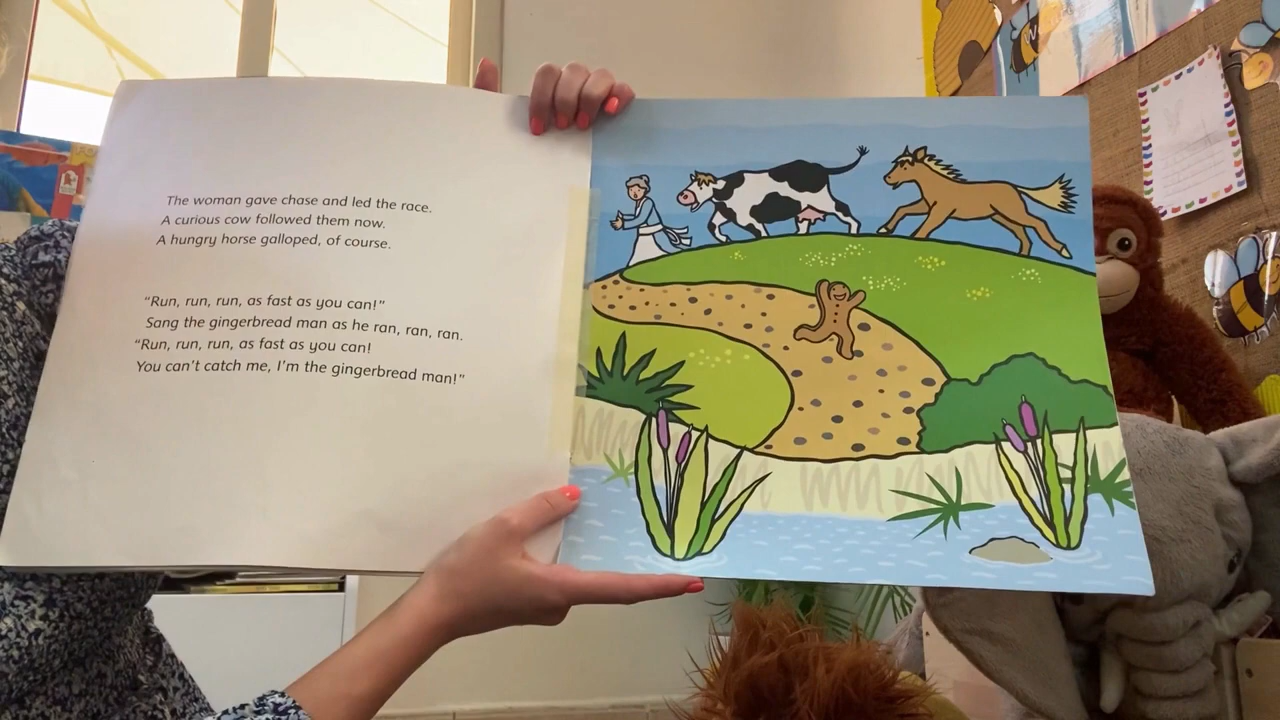 The woman gave chase and led the race.
A curious cow followed them now.
A hungry horse galloped, of course.
“Run, run, run, as fast as you can!”
Sang the gingerbread man as he ran, ran, ran.
“Run, run, run, as fast as you can!
You can’t catch me, I’m the gingerbread man!”